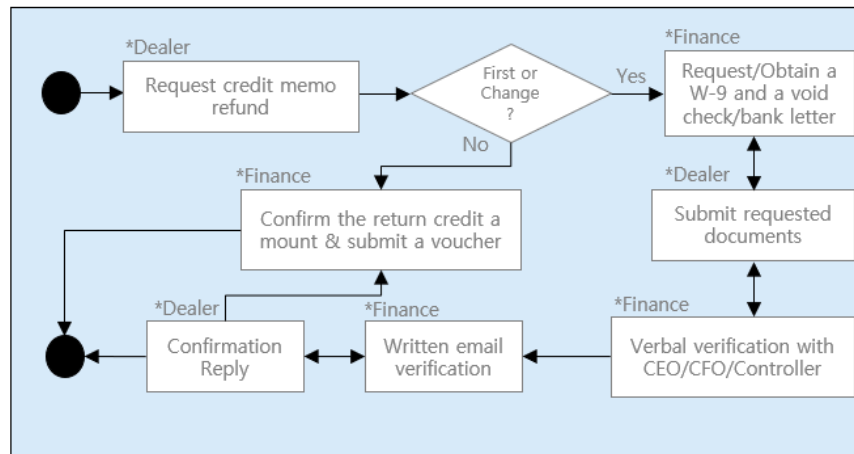 *Dealer
Request credit memo
refund
First or
Change
?
Yes
*Finance
Request/Obtain a
W-9 and a void
check/bank letter
No
*Finance
Confirm the return credit a
mount & submit a voucher
*Dealer
Submit requested
documents
*Dealer
Confirmation
Reply
*Finance
Written email
verification
*Finance
Verbal verification with
CEO/CFO/Controller